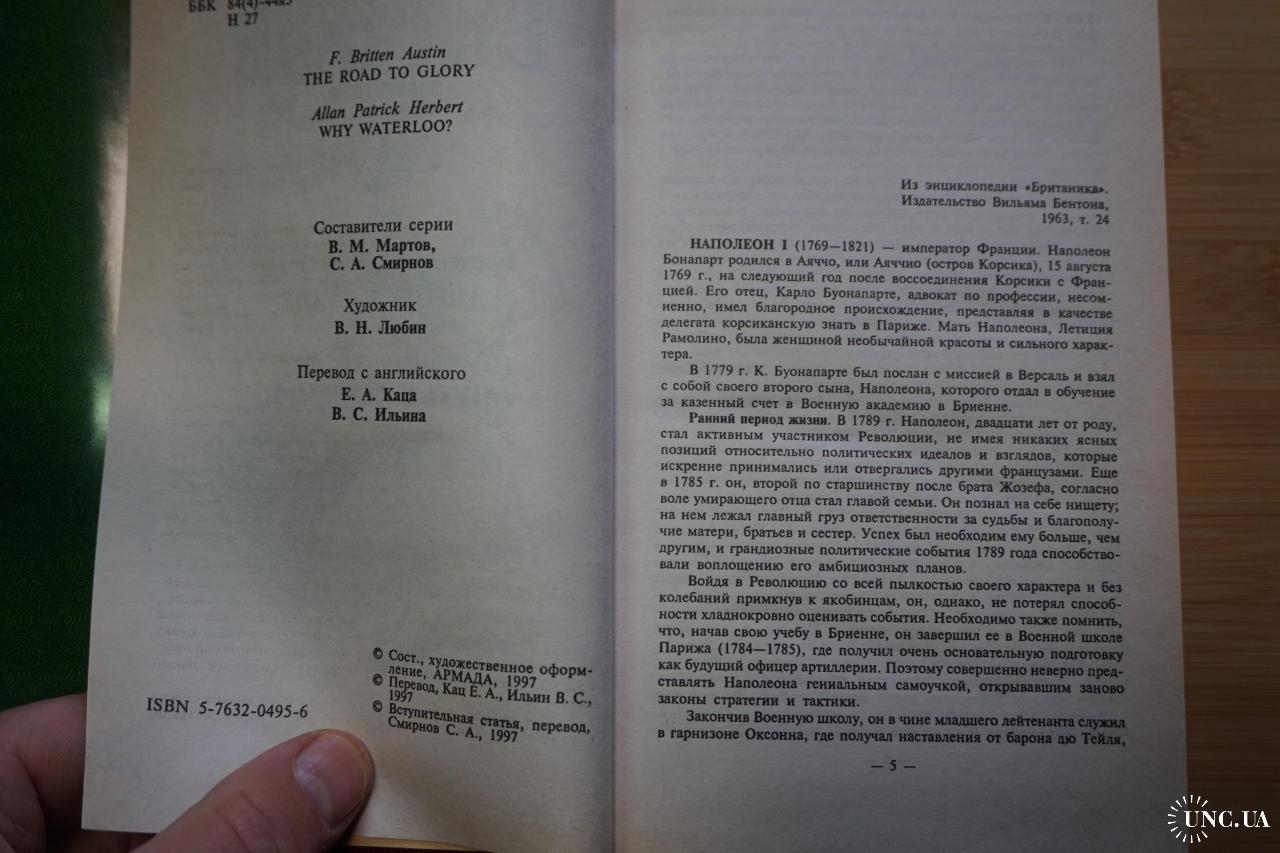 ББК 84(4)-44я5
Н 27
F. Britten Austin
THE ROAD TO GLORY
Allan Patrick Herbert
WHY WATERLOO?
Составители серии
В. М. Мартов,
С. А. Смирнов
Художник
В. Н. Любин
Перевод с английского
Е. А. Каца
В. С. Ильина
© Сост., художественное оформ-
ление, АРМАДА, 1997
© Перевод, Кац Е. А., Ильин В. С.,
1997
© Вступительная статья, перевод,
Смирнов С. А., 1997
ISBN 5-7632-0495-6
Из энциклопедии «Британика».
Издательство Вильяма Бентона,
1963, т. 24
НАПОЛЕОН I (1769—1821) — император Франции. Наполеон
Бонапарт родился в Аяччо, или Аяччио (остров Корсика), 15 августа
1769 г., на следующий год после воссоединения Корсики с Фран-
цией. Его отец, Карло Буонапарте, адвокат по профессии, несом-
ненно, имел благородное происхождение, представляя в качестве
делегата корсиканскую знать в Париже. Мать Наполеона, Летиция
Рамолино, была женщиной необычайной красоты и сильного харак-
тера.
В 1779 г. К. Буонапарте был послан с миссией в Версаль и взял
с собой своего второго сына, Наполеона, которого отдал в обучение
за казенный счет в Военную академию в Бриенне.
Ранний период жизни. В 1789 г. Наполеон, двадцати лет от роду,
стал активным участником Революции, не имея никаких ясных
позиций относительно политических идеалов и взглядов, которые
искренне принимались или отвергались другими французами. Еще
в 1785 г. он, второй по старшинству после брата Жозефа, согласно
воле умирающего отца стал главой семьи. Он познал на себе нищету;
на нем лежал главный груз ответственности за судьбы и благополу-
чие матери, братьев и сестер. Успех был необходим ему больше, чем
другим, и грандиозные политические события 1789 года способство-
вали воплощению его амбициозных планов.
Войдя в Революцию со всей пылкостью своего характера и без
колебаний примкнув к якобинцам, он, однако, не потерял способ-
ности хладнокровно оценивать события. Необходимо также помнить,
что, начав свою учебу в Бриенне, он завершил ее в Военной школе
Парижа (1784—1785), где получил очень основательную подготовку
как будущий офицер артиллерии. Поэтому совершенно неверно пред-
ставлять Наполеона гениальным самоучкой, открывавшим заново
законы стратегии и тактики.
Закончив Военную школу, он в чине младшего лейтенанта служил
в гарнизоне Оксонна, где получал наставления от барона дю Тейля,
— 5 —
UNC.UA